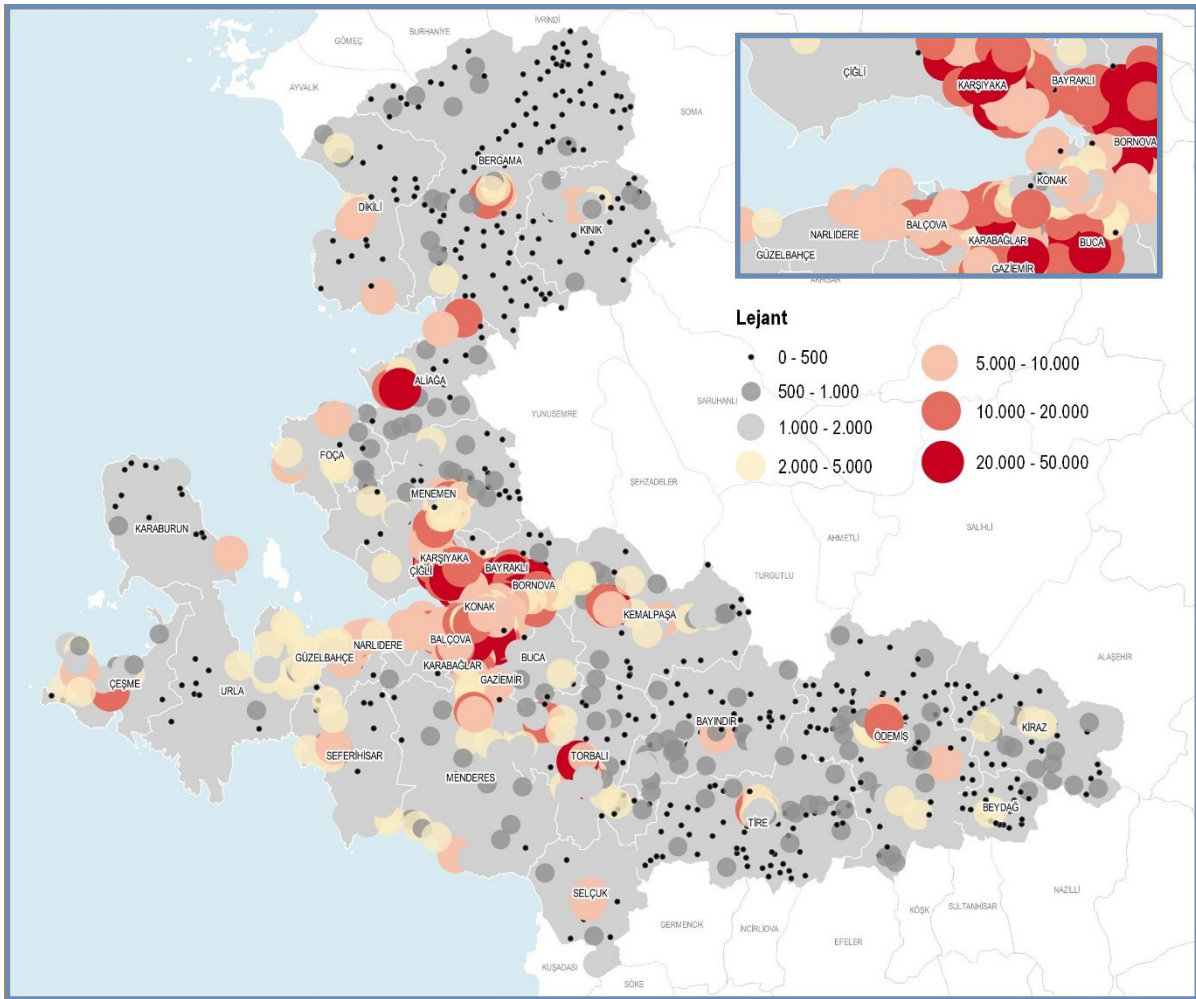 İVRİNDİ
BURHANİYE
GÖMEÇ
AYVALIK
SOMA
BERGAMA
DİKİLİ
KINIK
ÇİĞLİ
KARŞIYAKA
BAYRAKLI
BORNOVA
KONAK
NARLIDERE
BALÇOVA
KARABAĞLAR
BUCA
GÜZELBAHÇE
GAZİEMİR
AKHİSAR
Lejant
0 - 500
500 - 1.000
1.000 - 2.000
2.000 - 5.000
5.000 - 10.000
10.000 - 20.000
20.000 - 50.000
ALİAĞA
SARUHANLI
YUNUSEMRE
FOÇA
ŞEHZADELER
MENEMEN
KARABURUN
SALİHLİ
AHMETLİ
KARŞIYAKA
ÇİĞLİ
BAYRAKLI
BORNOVA
TURGUTLU
KONAK
KEMALPAŞA
NARLIDERE
BALÇOVA
GÜZELBAHÇE
BUCA
KARABAĞLAR
GAZİEMİR
ALAŞEHİR
ÇEŞME
URLA
BAYINDIR
ÖDEMİŞ
KİRAZ
SEFERİHİSAR
TORBALI
MENDERES
BEYDAĞ
TİRE
SELÇUK
NAZİLLİ
KÖŞK
SULTANHİSAR
GERMENCİK
İNCİRLİOVA
EFELER
KUŞADASI
SÖKE